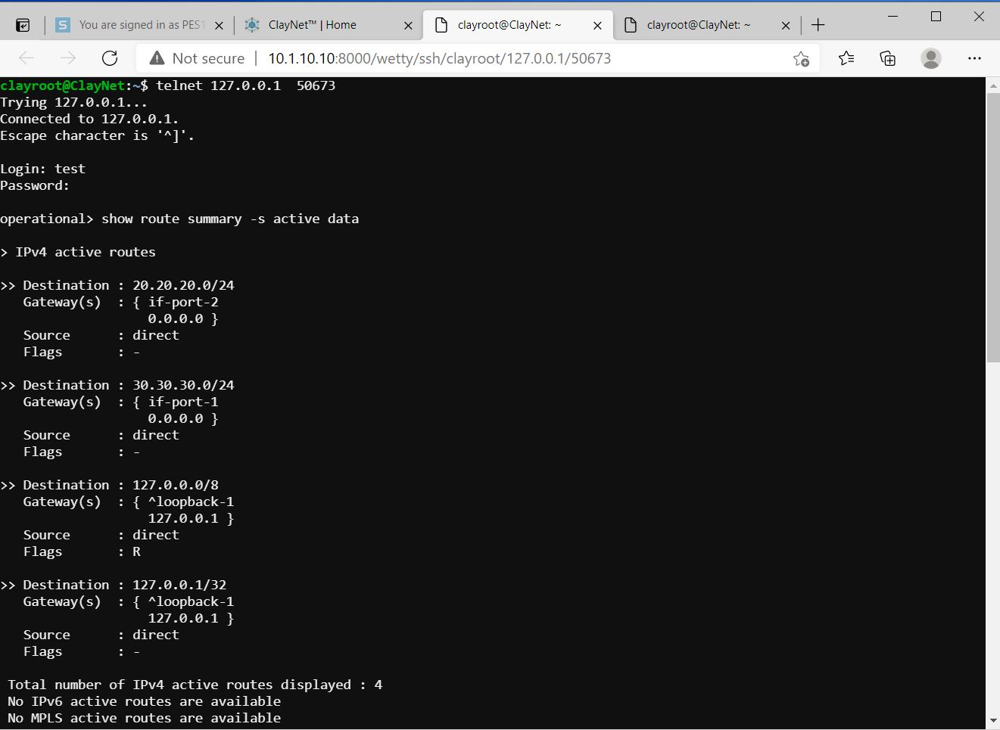 You are signed in as PES1
ClayNet™ | Home
clayroot@ClayNet: ~
clayroot@ClayNet: ~
Not secure | 10.1.10.10:8000/wetty/ssh/clayroot/127.0.0.1/50673
clayroot@ClayNet:~$ telnet 127.0.0.1  50673
Trying 127.0.0.1...
Connected to 127.0.0.1.
Escape character is '^]'.
Login: test
Password:
operational> show route summary -s active data
> IPv4 active routes
>> Destination : 20.20.20.0/24
Gateway(s)  : { if-port-2
0.0.0.0 }
Source      : direct
Flags       : -
>> Destination : 30.30.30.0/24
Gateway(s)  : { if-port-1
0.0.0.0 }
Source      : direct
Flags       : -
>> Destination : 127.0.0.0/8
Gateway(s)  : { ^loopback-1
127.0.0.1 }
Source      : direct
Flags       : R
>> Destination : 127.0.0.1/32
Gateway(s)  : { ^loopback-1
127.0.0.1 }
Source      : direct
Flags       : -
Total number of IPv4 active routes displayed : 4
No IPv6 active routes are available
No MPLS active routes are available